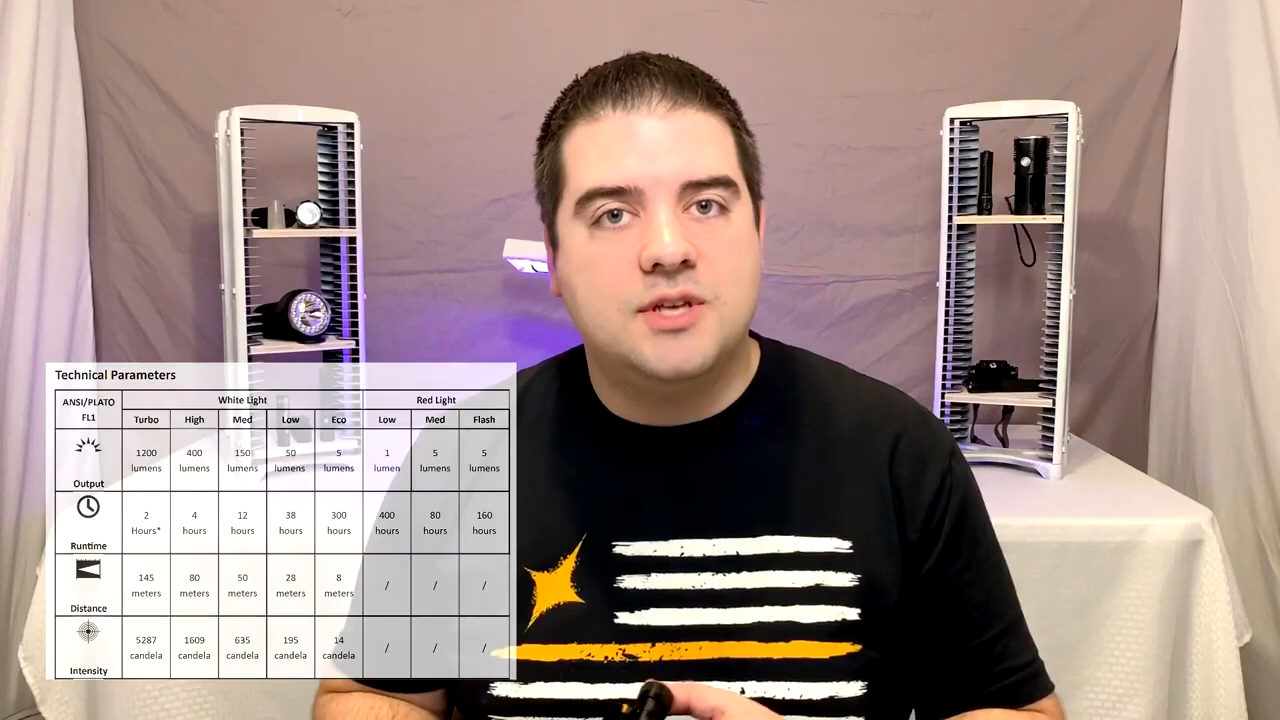 Technical Parameters
ANSI/PLATO FL1 White Light Red Light
Turbo High Med Low Eco Low Med Flash
Output 1200 lumens 400 lumens 150 lumens 50 lumens 5 lumens 1 lumen 5 lumens 5 lumens
Runtime 2 Hours* 4 hours 12 hours 38 hours 300 hours 400 hours 80 hours 160 hours
Distance 145 meters 80 meters 50 meters 28 meters 8 meters / / /
Intensity 5287 candela 1609 candela 635 candela 195 candela 14 candela / / /